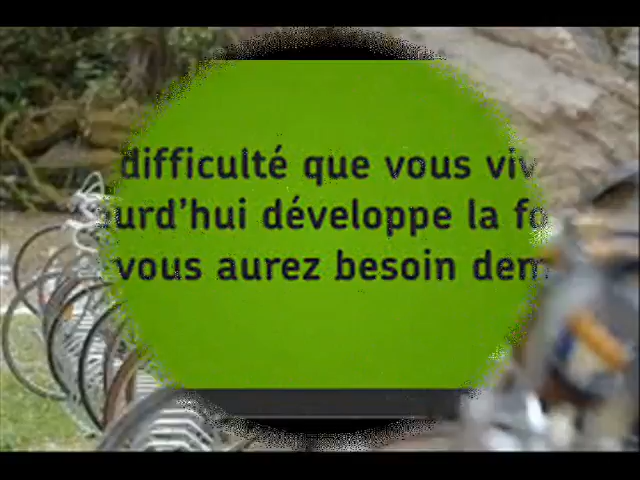 difficulté que vous viv
urd'hui développe la fo
vous aurez besoin dem